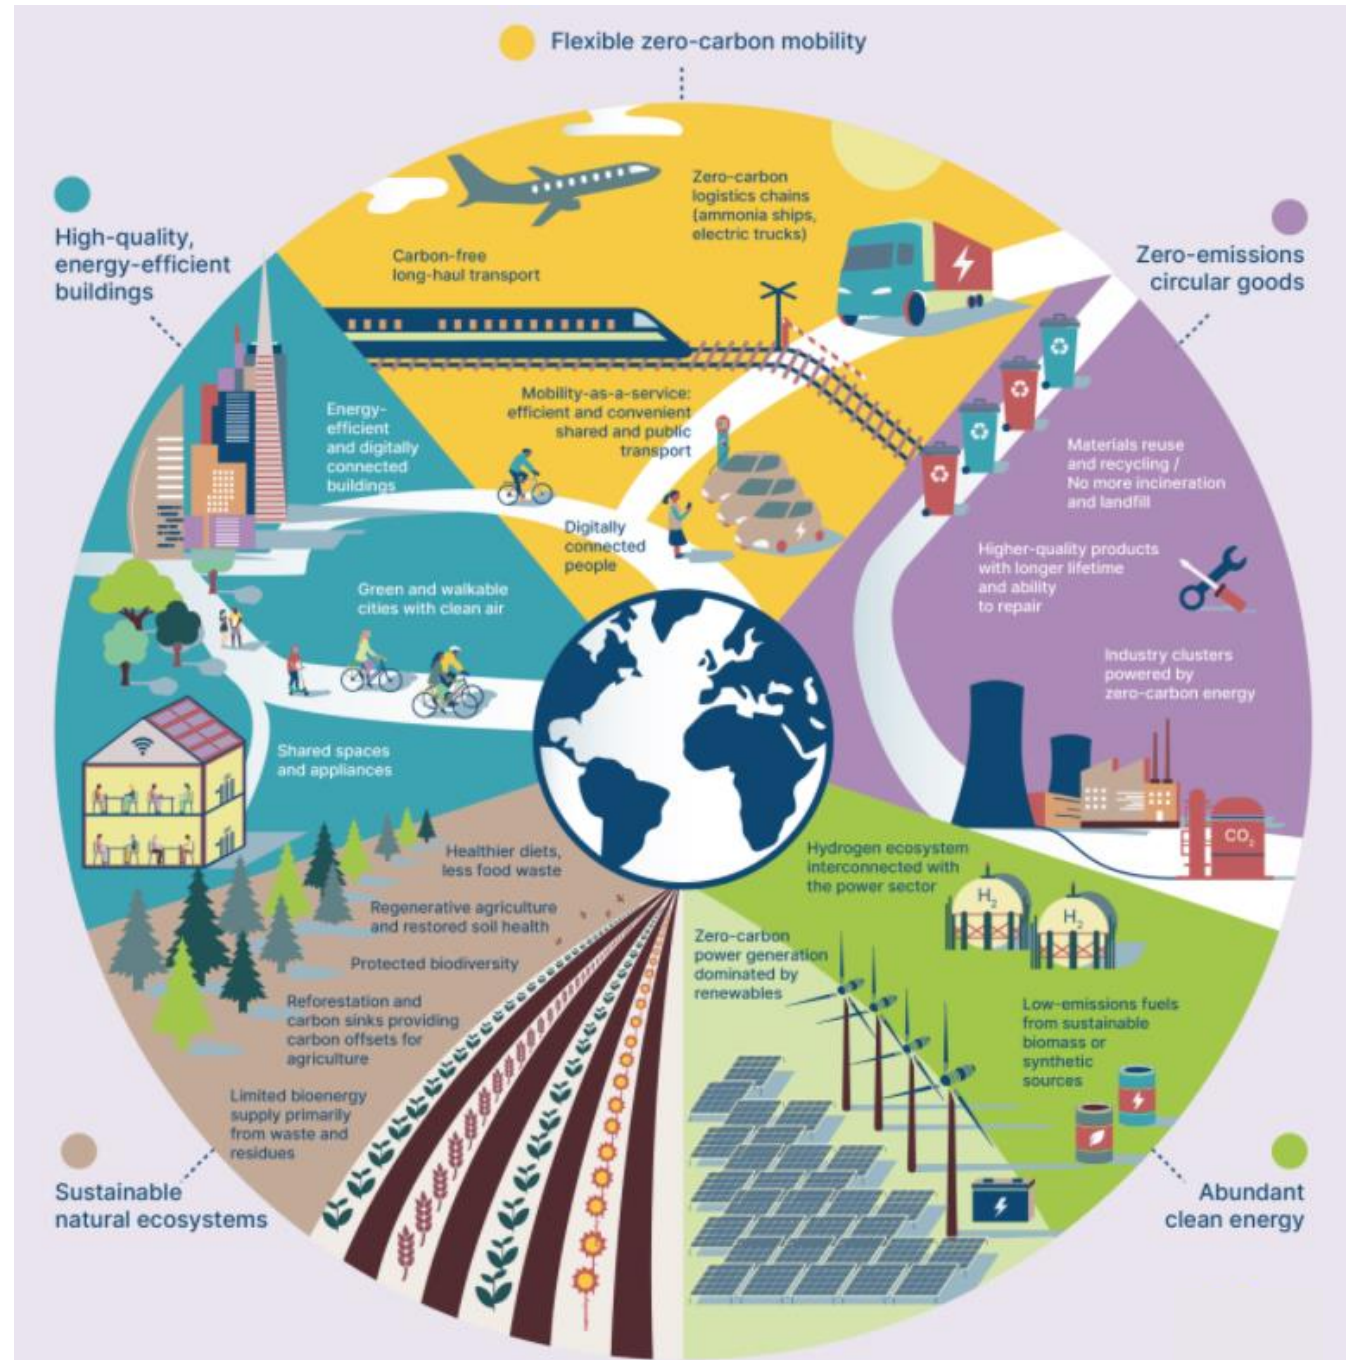 Flexible zero-carbon mobility
Zero-carbon
logistics chains
(ammonia ships,
electric trucks)
Carbon-free
long-haul transport
Mobility-as-a-service:
efficient and convenient
shared and public
transport
Digitally
connected
people
High-quality,
energy-efficient
buildings
Energy-
efficient
and digitally
connected
buildings
Green and walkable
cities with clean air
Shared spaces
and appliances
Zero-emissions
circular goods
Materials reuse
and recycling /
No more incineration
and landfill
Higher-quality products
with longer lifetime
and ability
to repair
Industry clusters
powered by
zero-carbon energy
CO₂
Healthier diets,
less food waste
Regenerative agriculture
and restored soil health
Protected biodiversity
Reforestation and
carbon sinks providing
carbon offsets for
agriculture
Limited bioenergy
supply primarily
from waste and
residues
Sustainable
natural ecosystems
Hydrogen ecosystem
interconnected with
the power sector
H₂
H₂
Zero-carbon
power generation
dominated by
renewables
Low-emissions fuels
from sustainable
biomass or
synthetic
sources
Abundant
clean energy